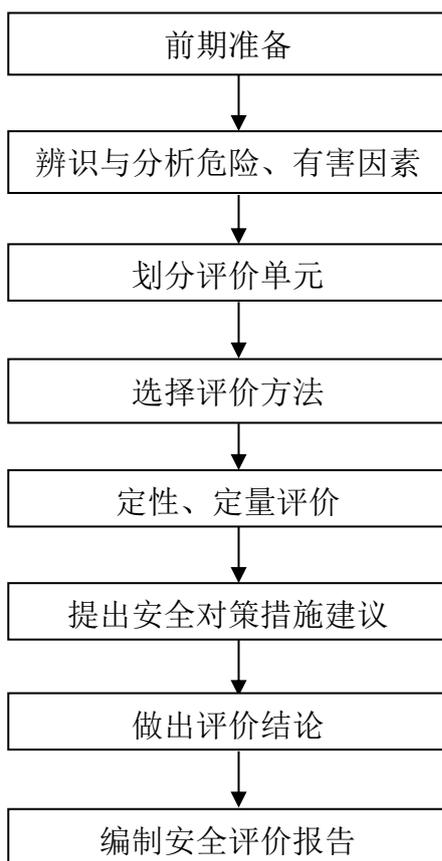 前期准备
辨识与分析危险、有害因素
划分评价单元
选择评价方法
定性、定量评价
提出安全对策措施建议
做出评价结论
编制安全评价报告